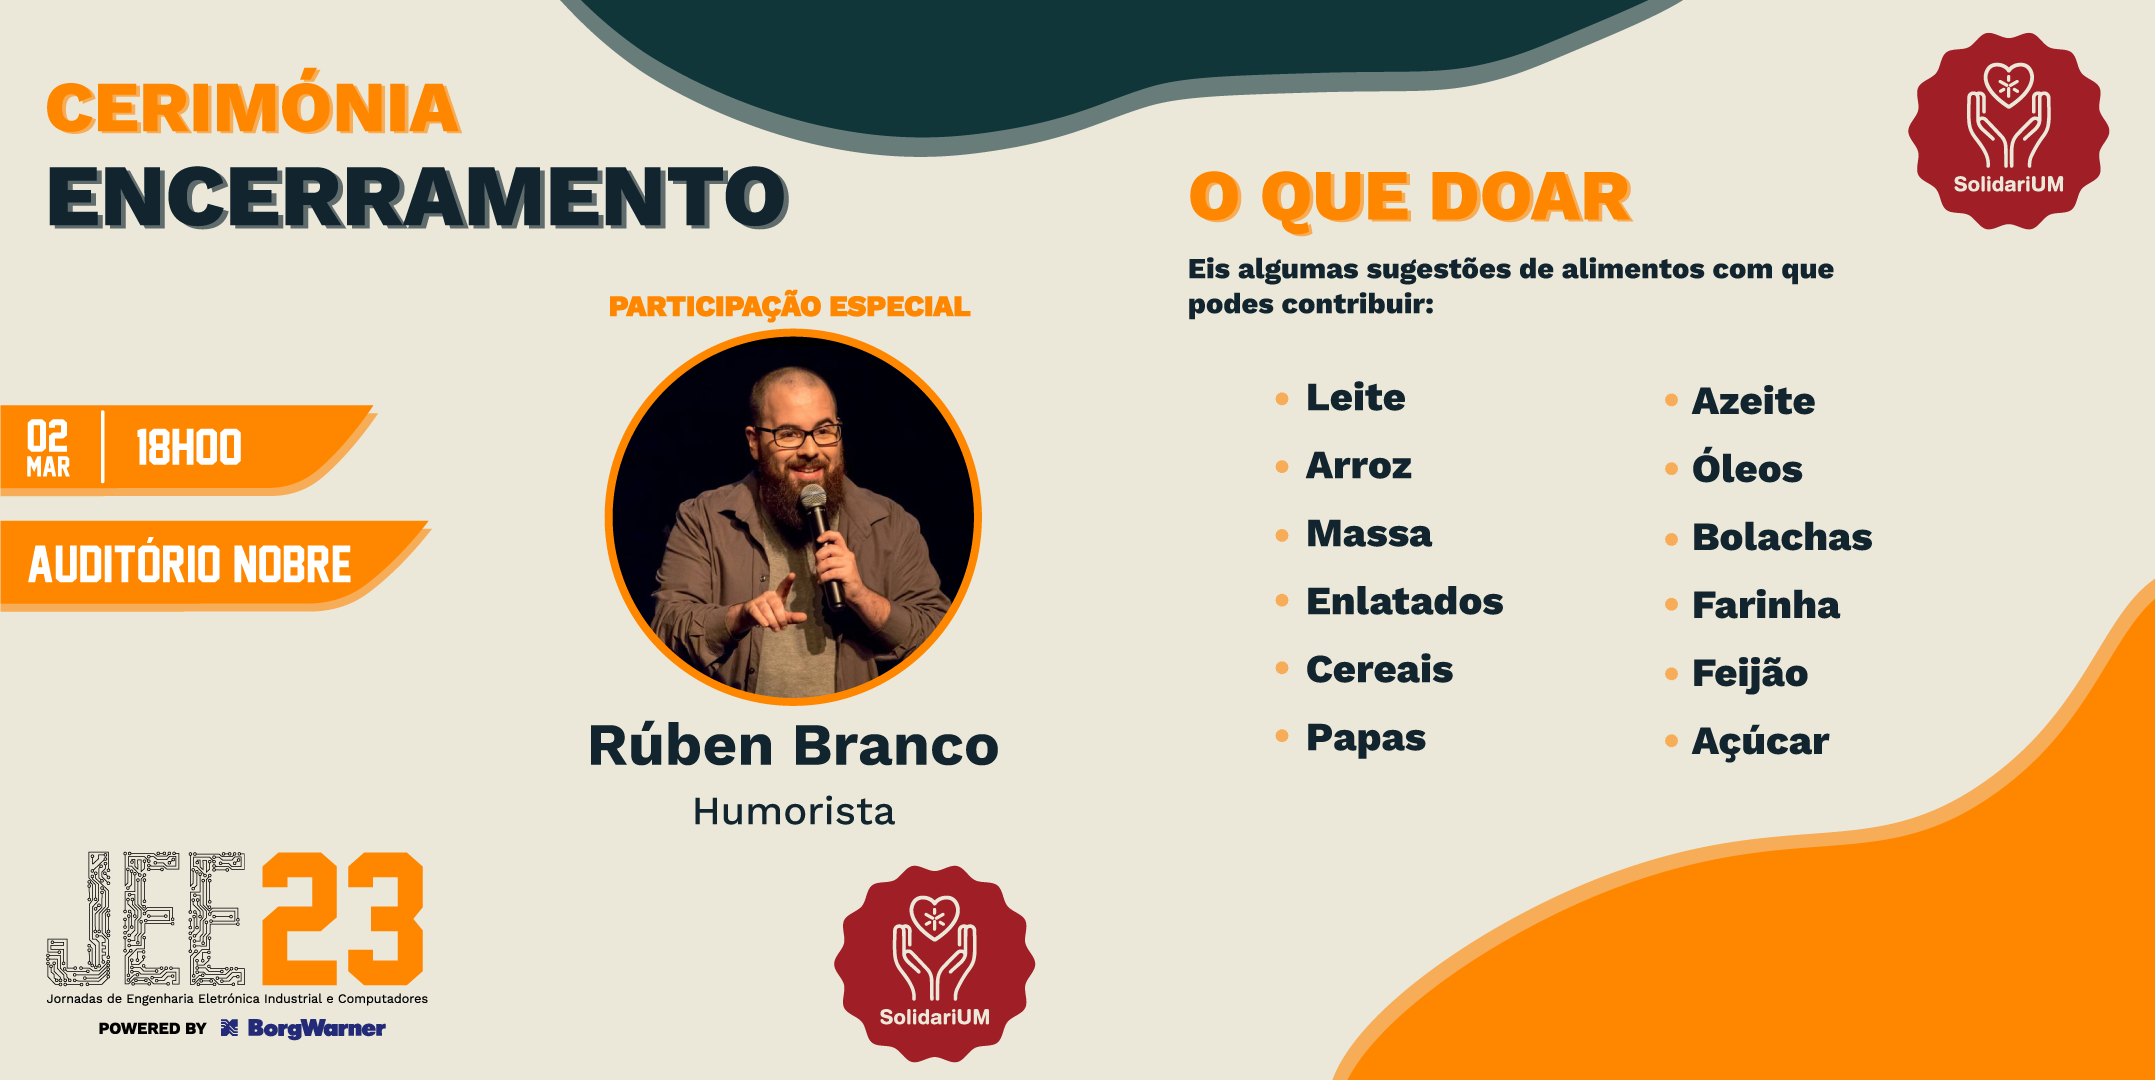 CERIMÓNIA
ENCERRAMENTO
02
MAR
18H00
AUDITÓRIO NOBRE
PARTICIPAÇÃO ESPECIAL
Rúben Branco
Humorista
JEE23
Jornadas de Engenharia Eletrónica Industrial e Computadores
POWERED BY BorgWarner
SolidariUM
O QUE DOAR
Eis algumas sugestões de alimentos com que
podes contribuir:
Leite
Arroz
Massa
Enlatados
Cereais
Papas
Azeite
Óleos
Bolachas
Farinha
Feijão
Açúcar
SolidariUM